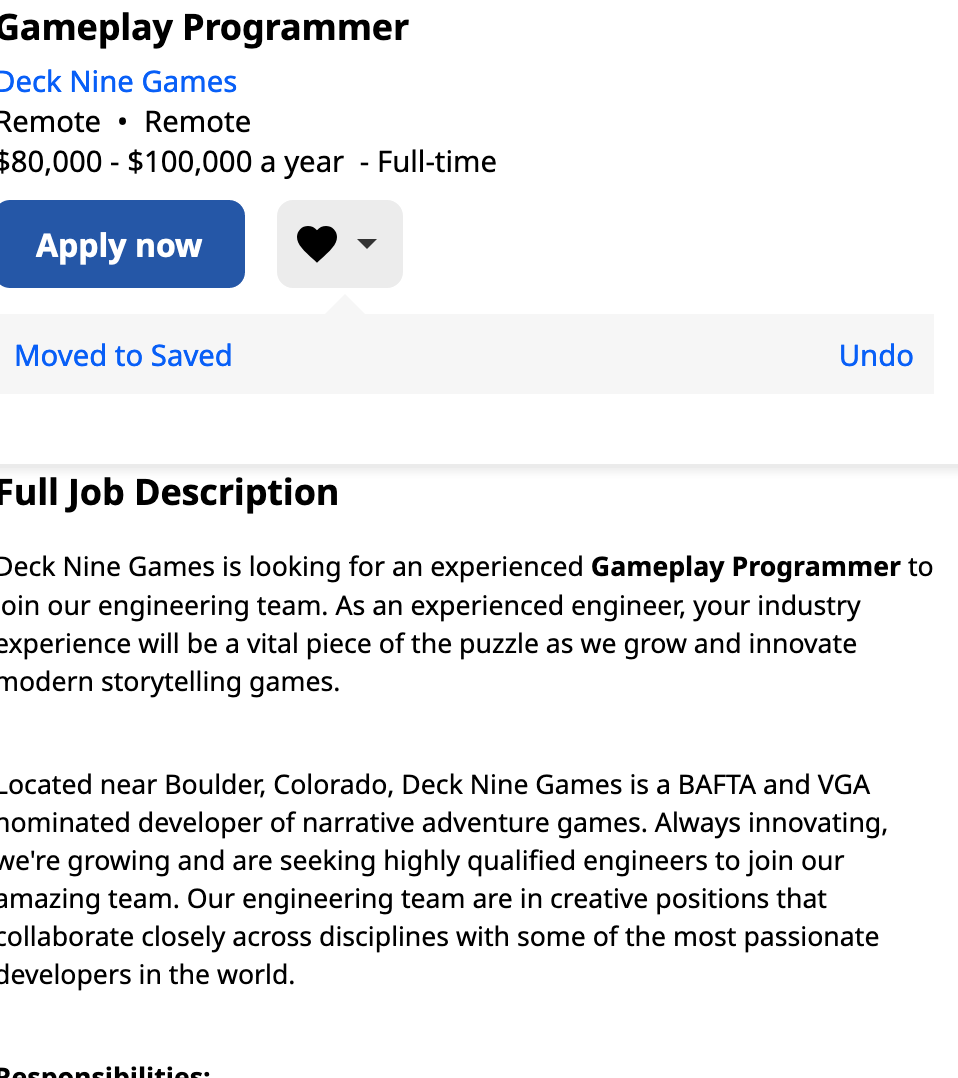 Gameplay Programmer
Deck Nine Games
Remote • Remote
$80,000 - $100,000 a year - Full-time
Apply now
Moved to Saved Undo
Full Job Description
Deck Nine Games is looking for an experienced Gameplay Programmer to
join our engineering team. As an experienced engineer, your industry
experience will be a vital piece of the puzzle as we grow and innovate
modern storytelling games.
Located near Boulder, Colorado, Deck Nine Games is a BAFTA and VGA
nominated developer of narrative adventure games. Always innovating,
we're growing and are seeking highly qualified engineers to join our
amazing team. Our engineering team are in creative positions that
collaborate closely across disciplines with some of the most passionate
developers in the world.
Responsibilities: